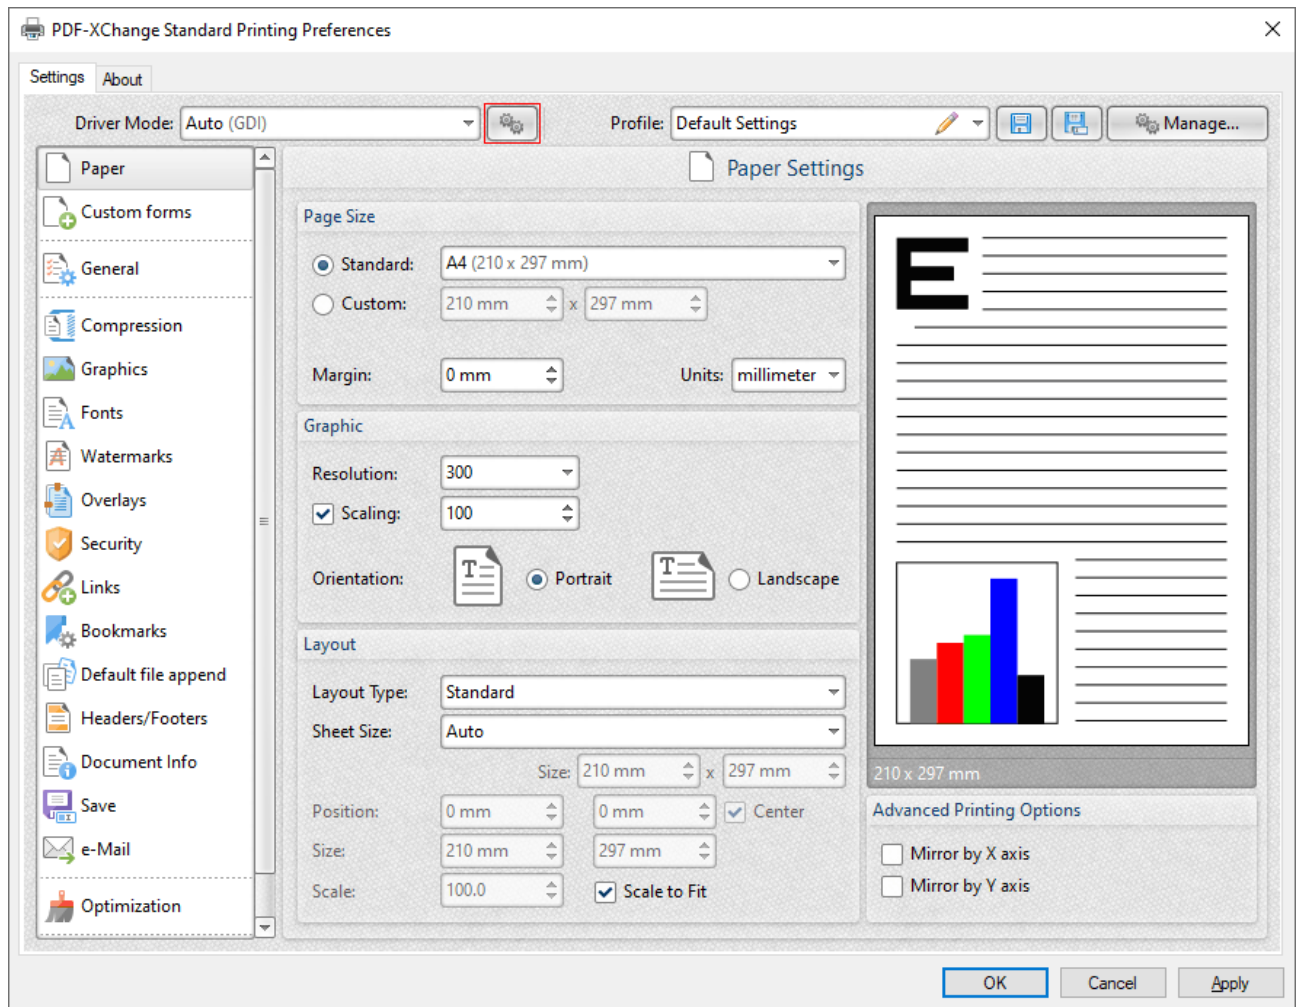 PDF-XChange Standard Printing Preferences
Settings About
Driver Mode: Auto (GDI) Profile: Default Settings Manage...
Paper
Custom forms
General
Compression
Graphics
Fonts
Watermarks
Overlays
Security
Links
Bookmarks
Default file append
Headers/Footers
Document Info
Save
e-Mail
Optimization
Paper Settings
Page Size
Standard: A4 (210 x 297 mm)
Custom: 210 mm x 297 mm
Margin: 0 mm Units: millimeter
Graphic
Resolution: 300
Scaling: 100
Orientation: T Portrait T Landscape
Layout
Layout Type: Standard
Sheet Size: Auto
Size: 210 mm x 297 mm
Position: 0 mm 0 mm Center
Size: 210 mm 297 mm
Scale: 100.0 Scale to Fit
E
210 x 297 mm
Advanced Printing Options
Mirror by X axis
Mirror by Y axis
OK Cancel Apply